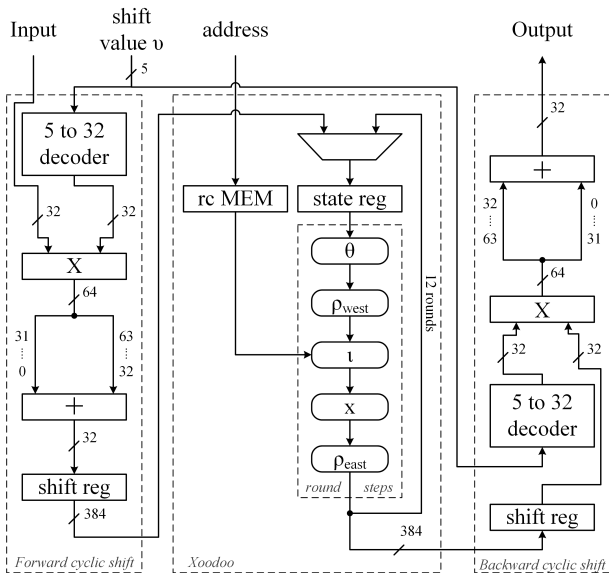 Input
shift
value υ
address
Output
5
5 to 32
decoder
32
32
X
64
31
0
63
32
+
32
shift reg
384
Forward cyclic shift
rc MEM
state reg
θ
ρwest
ι
x
ρeast
round steps
12 rounds
384
Xoodoo
32
+
32
63
0
31
64
X
32
32
5 to 32
decoder
shift reg
Backward cyclic shift